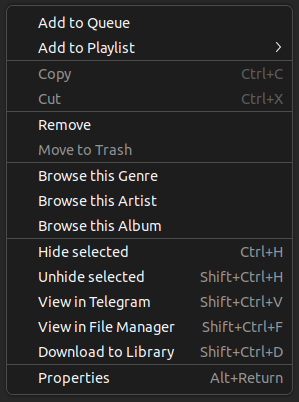 Add to Queue
Add to Playlist
Copy Ctrl+C
Cut Ctrl+X
Remove
Move to Trash
Browse this Genre
Browse this Artist
Browse this Album
Hide selected Ctrl+H
Unhide selected Shift+Ctrl+H
View in Telegram Shift+Ctrl+V
View in File Manager Shift+Ctrl+F
Download to Library Shift+Ctrl+D
Properties Alt+Return